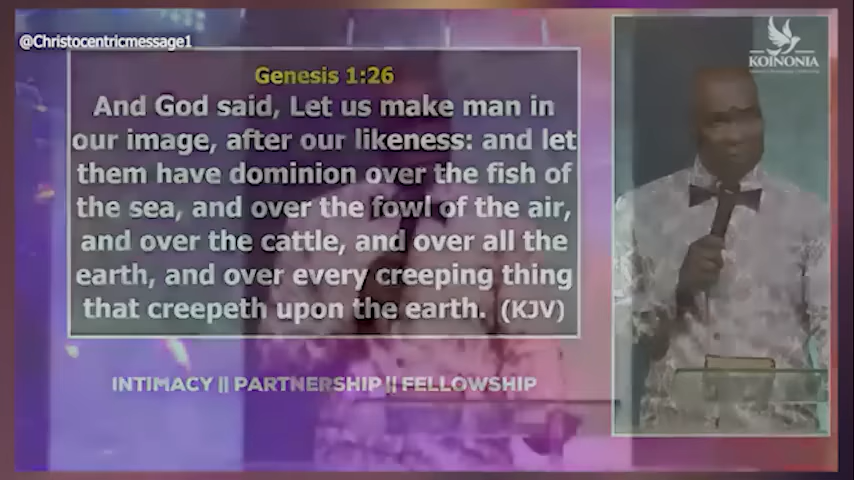 @Christocentricmessage1
KOINONIA
Genesis 1:26
And God said, Let us make man in
our image, after our likeness: and let
them have dominion over the fish of
the sea, and over the fowl of the air,
and over the cattle, and over all the
earth, and over every creeping thing
that creepeth upon the earth. (KJV)
INTIMACY || PARTNERSHIP || FELLOWSHIP